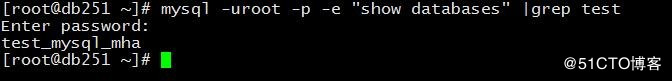 [root@db251 ~]# mysql -uroot -p -e "show databases" |grep test
Enter password:
test_mysql_mha
[root@db251 ~]#
@51CTO博客